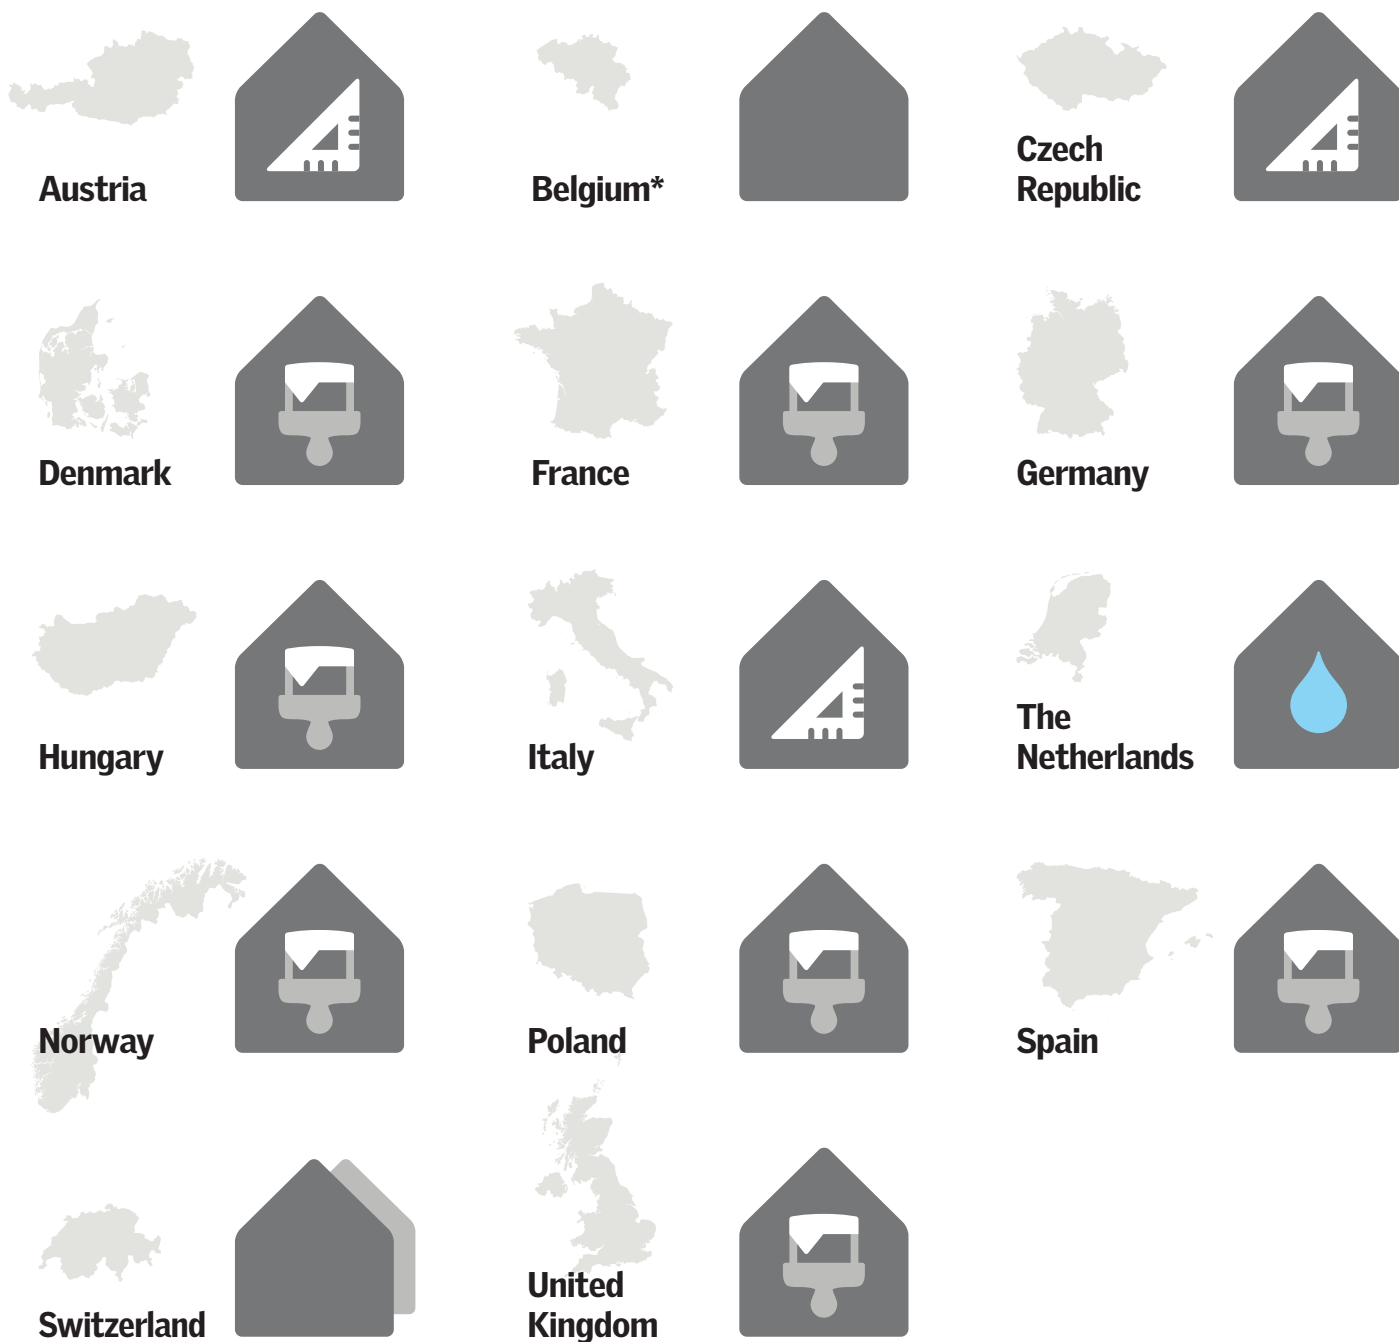 Austria
Belgium*
Czech
Republic
Denmark
France
Germany
Hungary
Italy
The
Netherlands
Norway
Poland
Spain
Switzerland
United
Kingdom